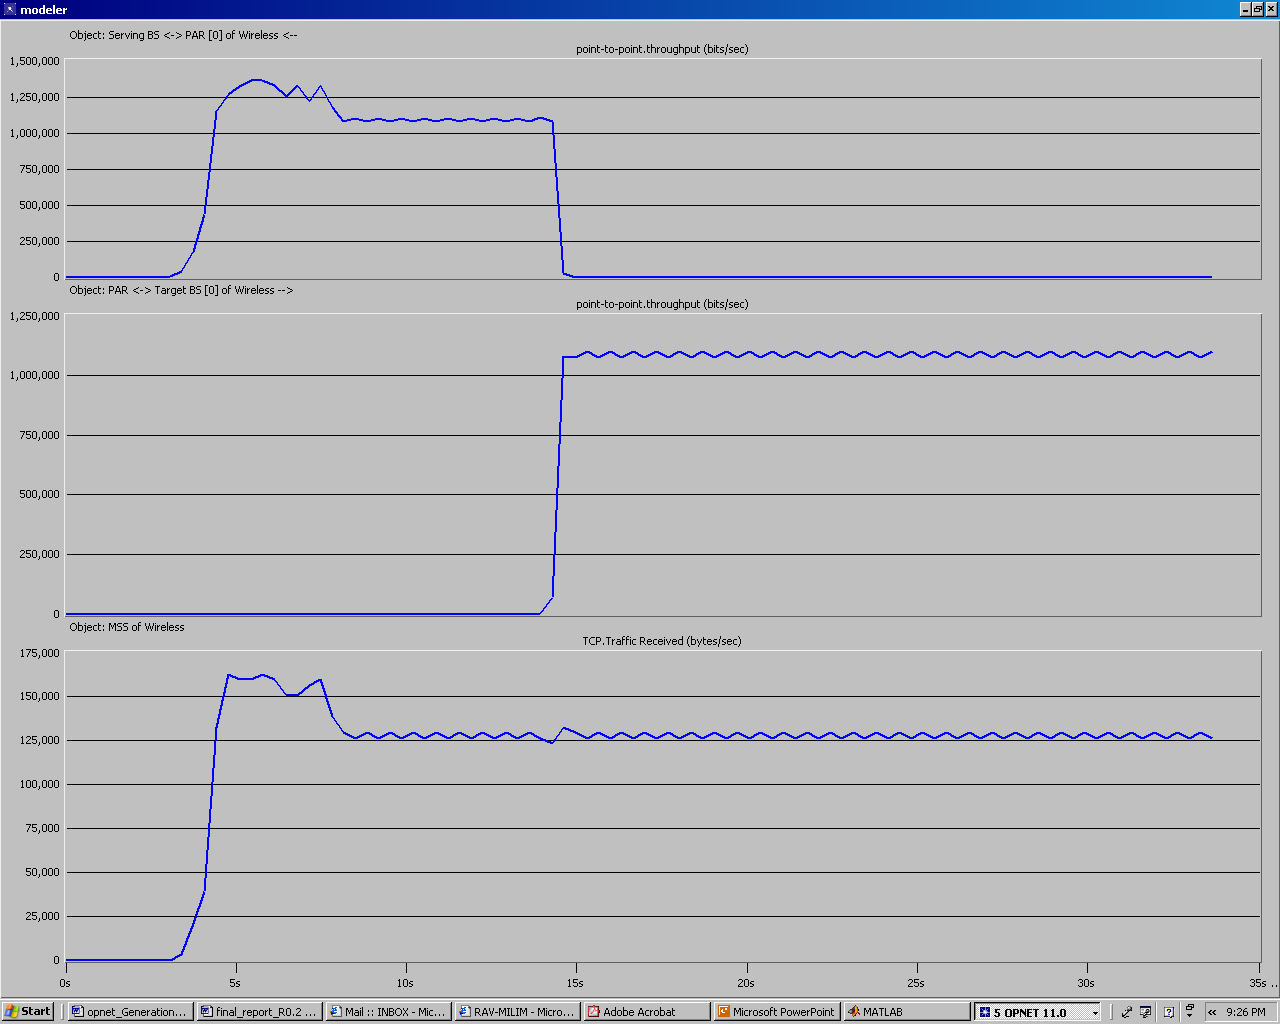 modeler
Object: Serving BS <-> PAR [0] of Wireless <--
point-to-point.throughput (bits/sec)
1,500,000
1,250,000
1,000,000
750,000
500,000
250,000
0
Object: PAR <-> Target BS [0] of Wireless -->
point-to-point.throughput (bits/sec)
1,250,000
1,000,000
750,000
500,000
250,000
0
Object: MSS of Wireless
TCP.Traffic Received (bytes/sec)
175,000
150,000
125,000
100,000
75,000
50,000
25,000
0
0s 5s 10s 15s 20s 25s 30s 35s ..
Start opnet_Generation... final_report_R0.2 ... Mail :: INBOX - Mic... RAV-MILIM - Micro... Adobe Acrobat Microsoft PowerPoint MATLAB 5 OPNET 11.0 « 9:26 PM